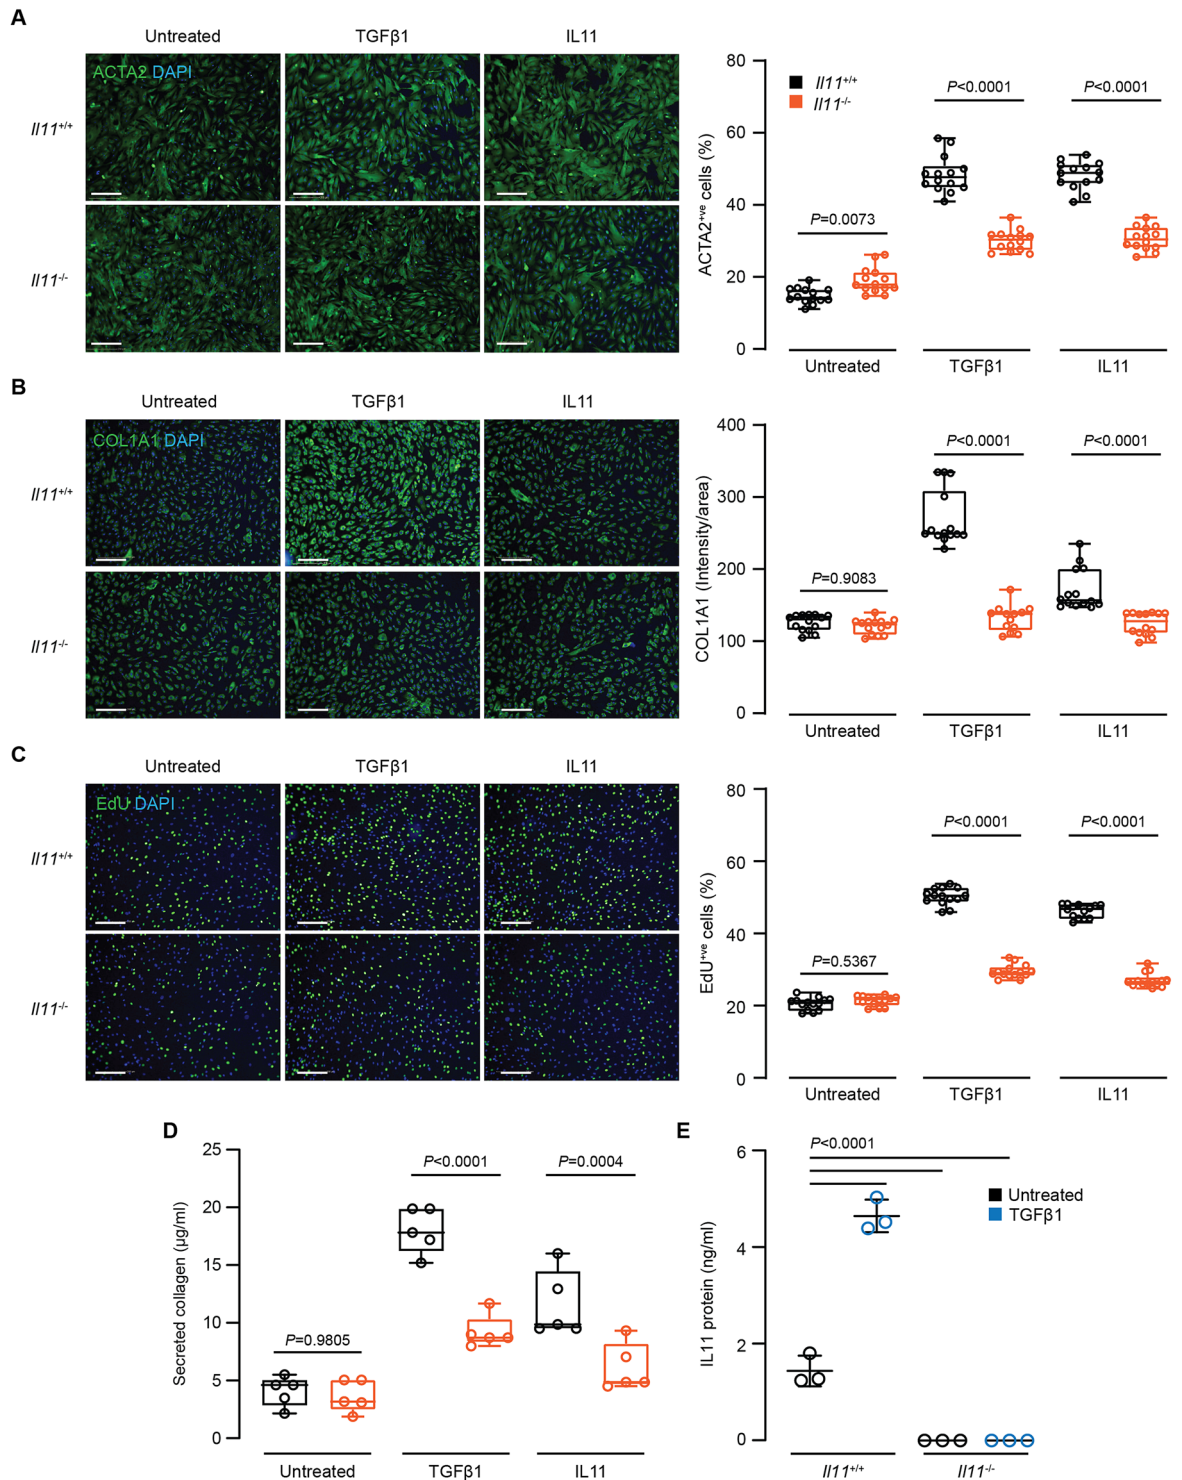 A
Untreated TGFβ1 IL11
ACTA2 DAPI
Il11+/+
Il11-/-
ACTA2+ve cells (%)
80
60
40
20
0
Il11+/+
Il11-/-
P=0.0073
P<0.0001
P<0.0001
Untreated TGFβ1 IL11
B
Untreated TGFβ1 IL11
COL1A1 DAPI
Il11+/+
Il11-/-
COL1A1 (Intensity/area)
400
300
200
100
0
P=0.9083
P<0.0001
P<0.0001
Untreated TGFβ1 IL11
C
Untreated TGFβ1 IL11
EdU DAPI
Il11+/+
Il11-/-
EdU+ve cells (%)
80
60
40
20
0
P=0.5367
P<0.0001
P<0.0001
Untreated TGFβ1 IL11
D
Secreted collagen (µg/ml)
25
20
15
10
5
0
P=0.9805
P<0.0001
P=0.0004
Untreated TGFβ1 IL11
E
IL11 protein (ng/ml)
6
4
2
0
P<0.0001
Untreated
TGFβ1
Il11+/+ Il11-/-